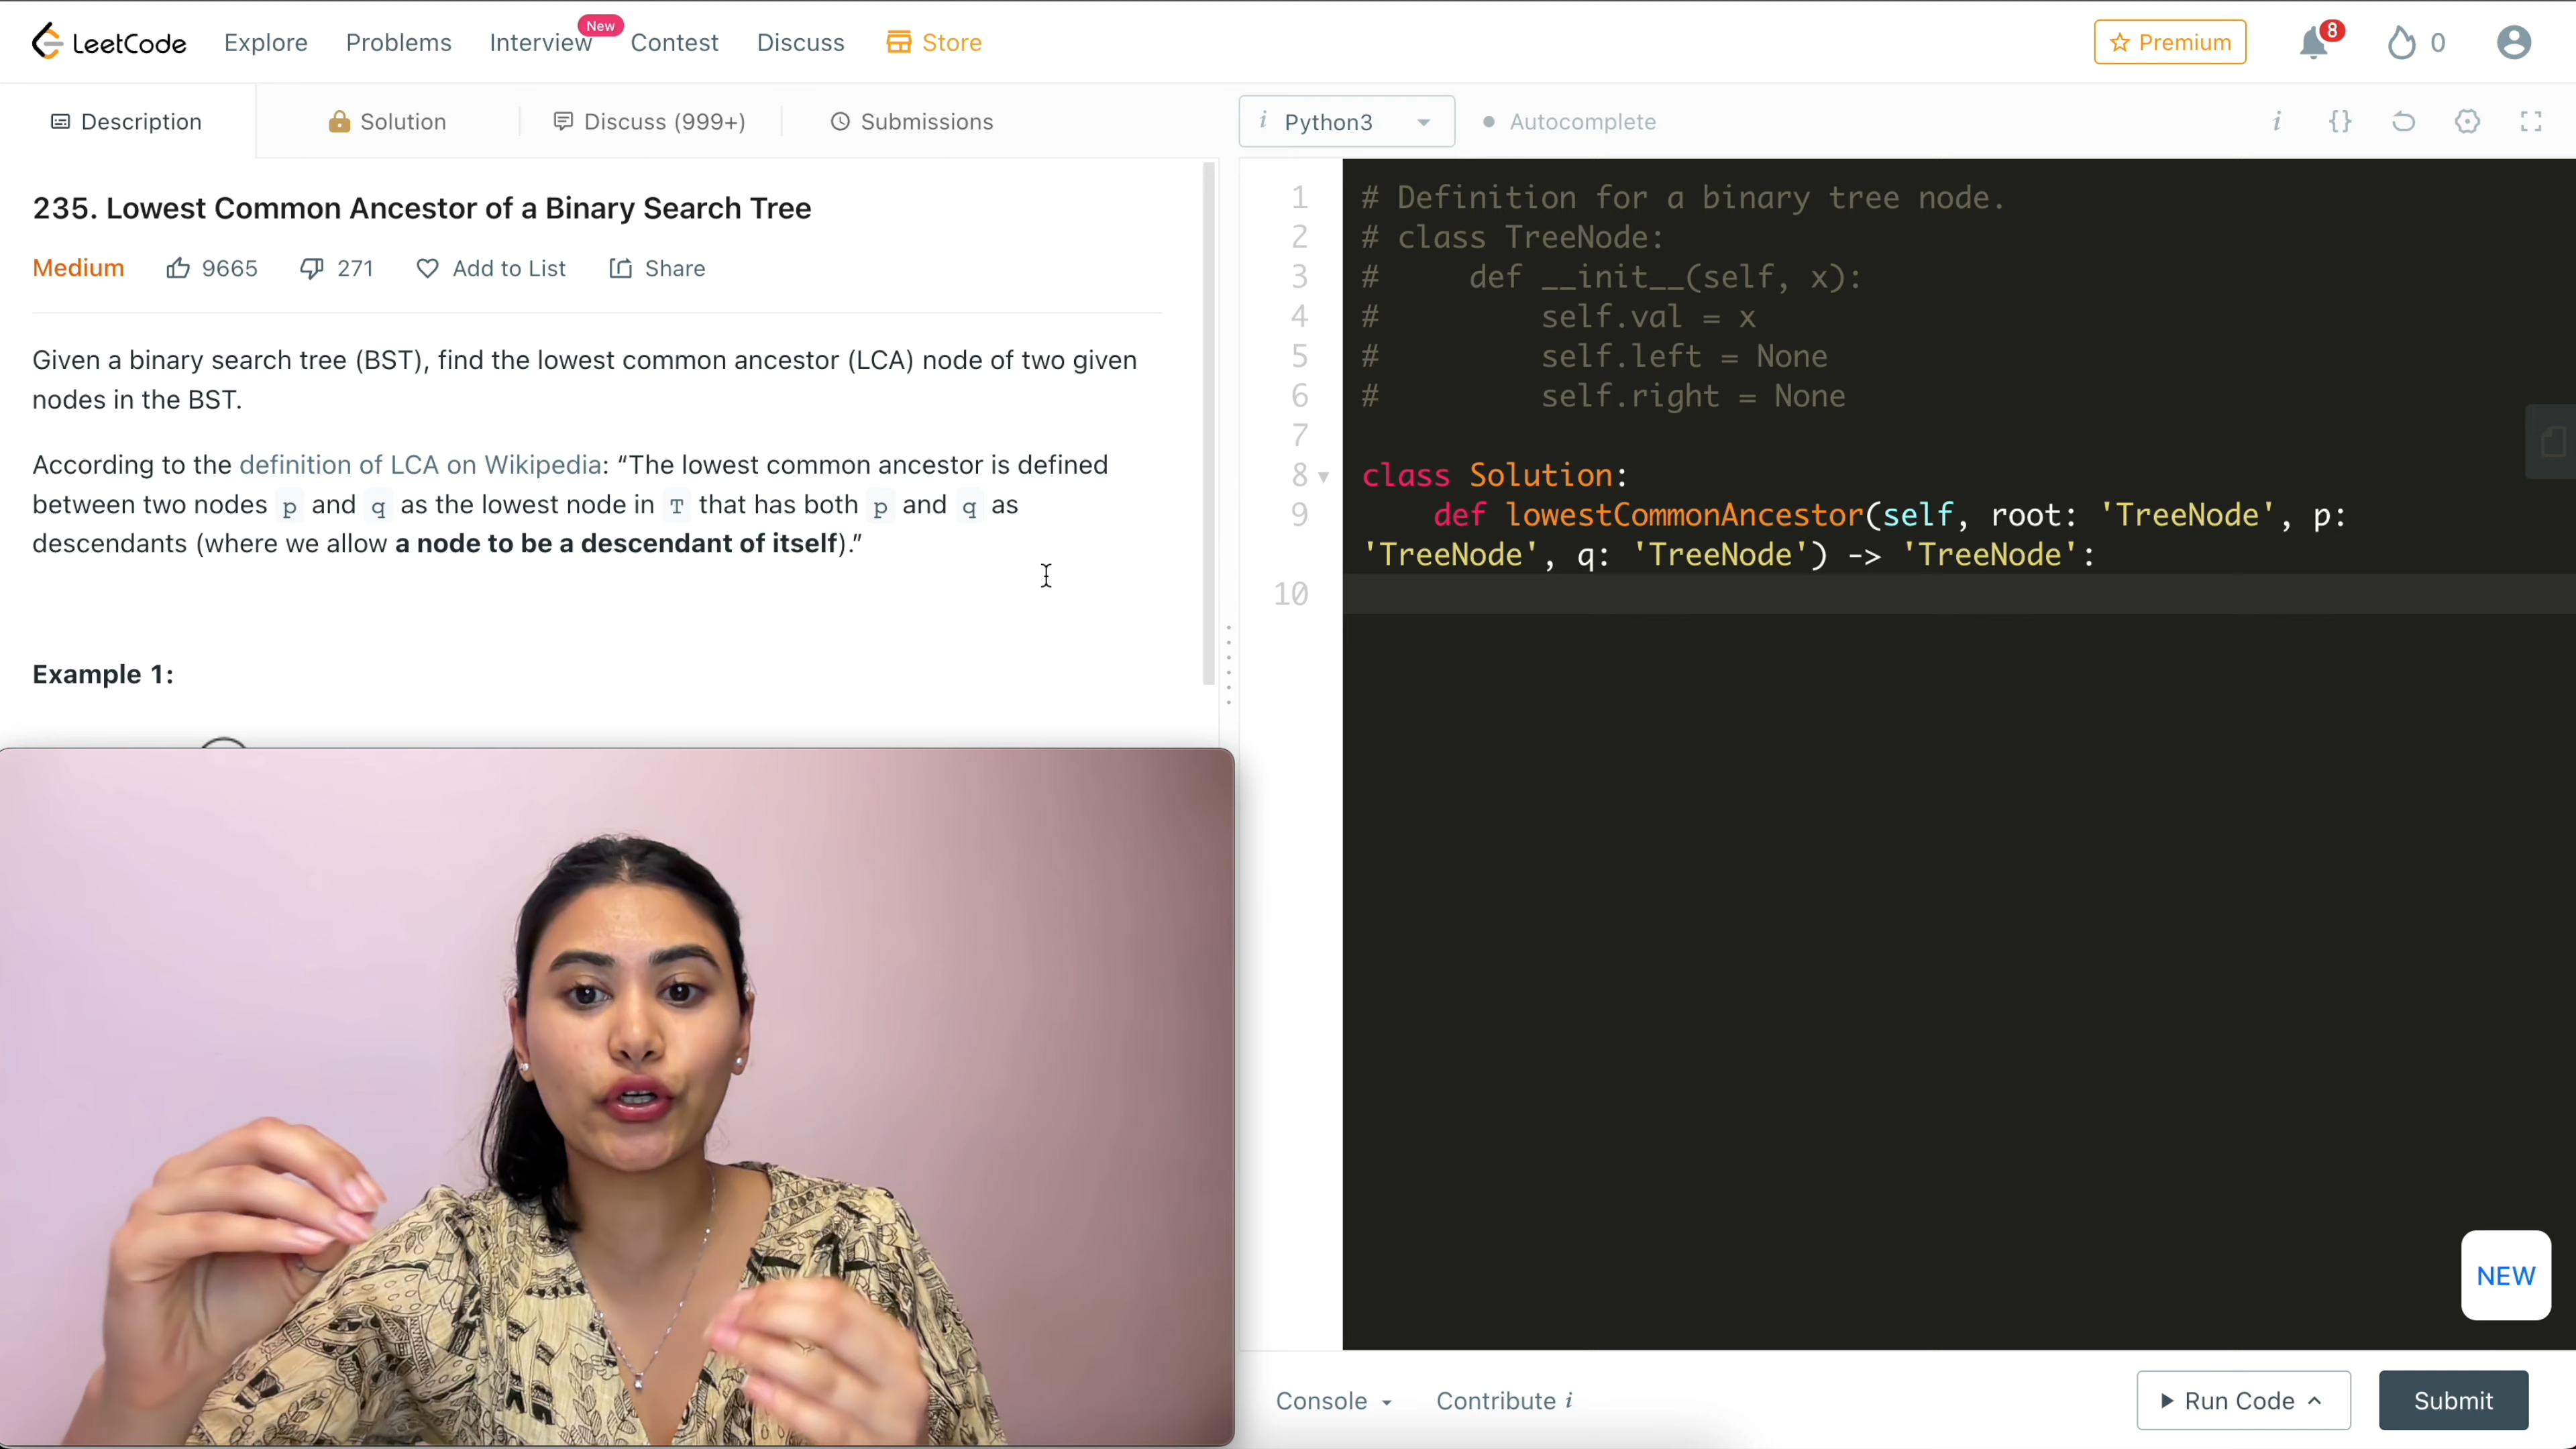 LeetCode Explore Problems Interview New Contest Discuss Store Premium 8 0
Description Solution Discuss (999+) Submissions
i Python3 Autocomplete i {}
235. Lowest Common Ancestor of a Binary Search Tree
Medium 9665 271 Add to List Share
Given a binary search tree (BST), find the lowest common ancestor (LCA) node of two given
nodes in the BST.
According to the definition of LCA on Wikipedia: “The lowest common ancestor is defined
between two nodes p and q as the lowest node in T that has both p and q as
descendants (where we allow a node to be a descendant of itself).”
Example 1:
1 # Definition for a binary tree node.
2 # class TreeNode:
3 #     def __init__(self, x):
4 #         self.val = x
5 #         self.left = None
6 #         self.right = None
7
8 class Solution:
9     def lowestCommonAncestor(self, root: 'TreeNode', p:
'TreeNode', q: 'TreeNode') -> 'TreeNode':
10
NEW
Console Contribute i Run Code Submit